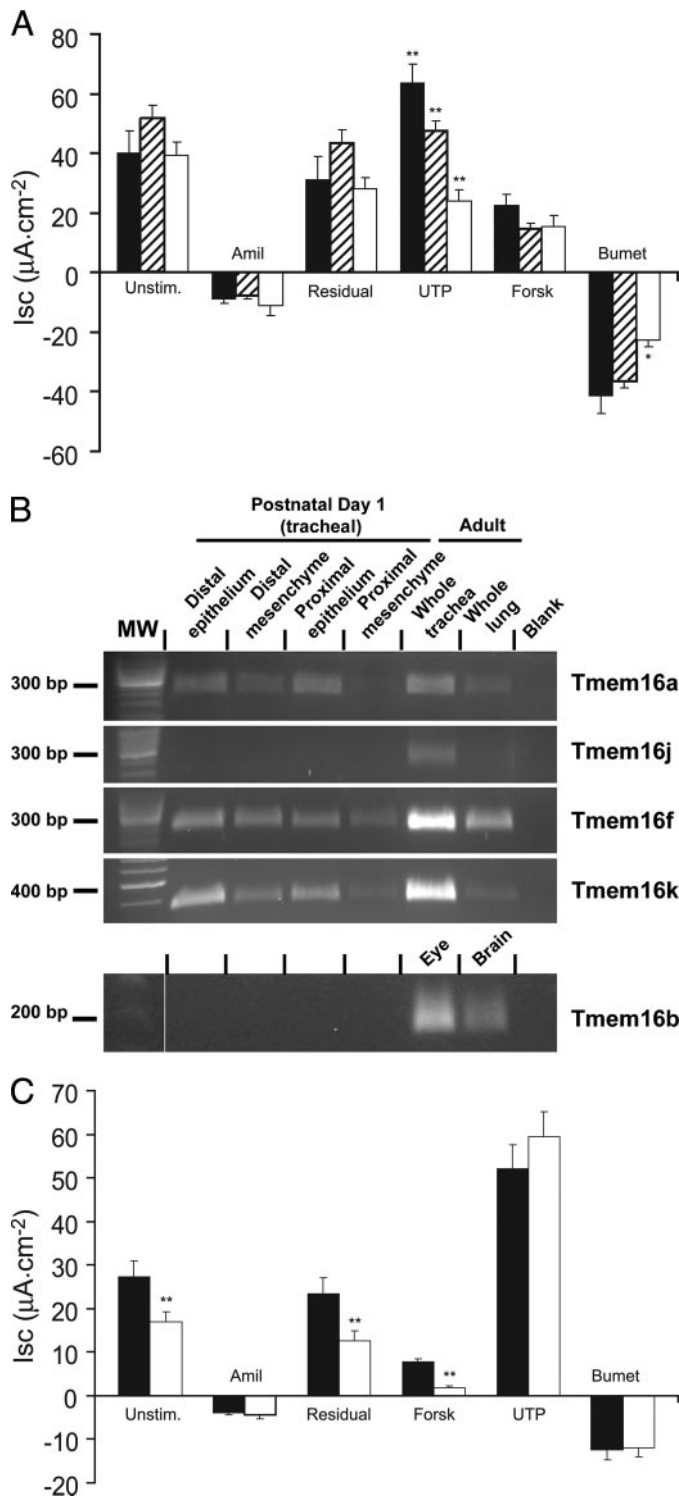 A
80
60
40
20
0
-20
-40
-60
Isc (μA·cm-2)
** ** **
Amil
Bumet
Unstim.
Residual
UTP
Forsk
*
B
Postnatal Day 1
(tracheal)
Adult
MW
Distal
epithelium
Distal
mesenchyme
Proximal
epithelium
Proximal
mesenchyme
Whole
trachea
Whole
lung
Blank
300 bp
Tmem16a
300 bp
Tmem16j
300 bp
Tmem16f
400 bp
Tmem16k
Eye
Brain
200 bp
Tmem16b
C
70
60
50
40
30
20
10
0
-10
-20
Isc (μA·cm-2)
**
**
**
Amil
Bumet
Unstim.
Residual
Forsk
UTP